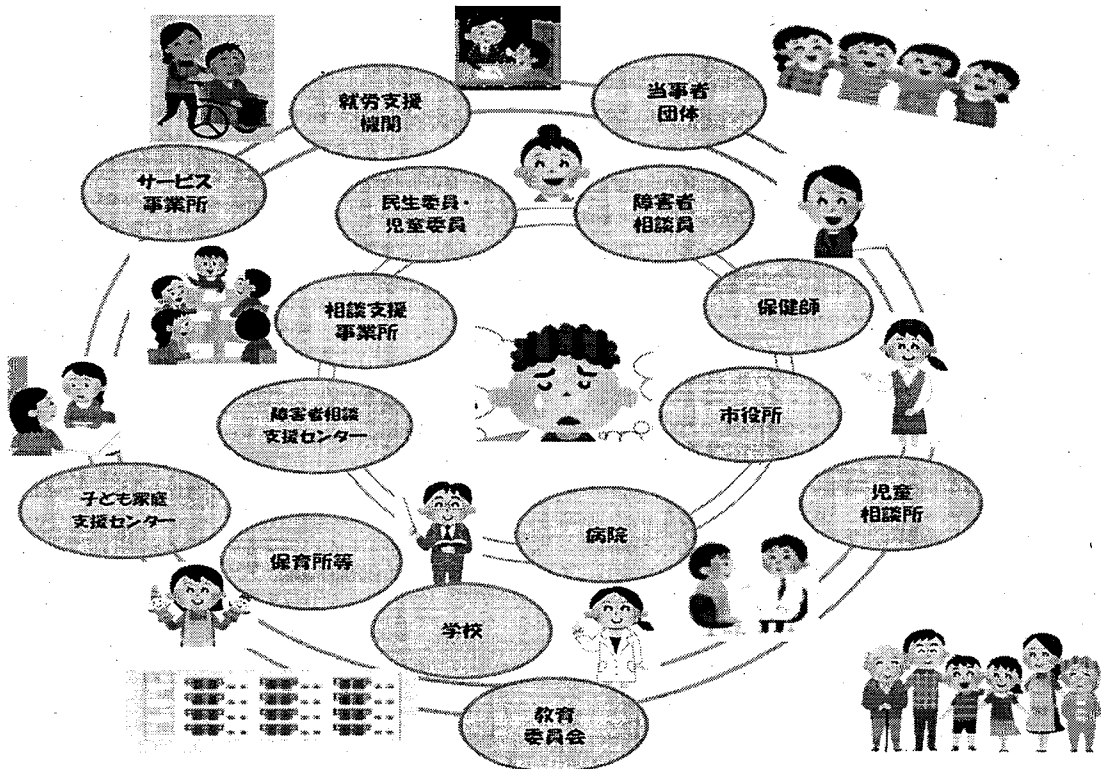 就労支援
機関
当事者
団体
サービス
事業所
民生委員・
児童委員
障害者
相談員
相談支援
事業所
保健師
障害者相談
支援センター
市役所
子ども家庭
支援センター
児童
相談所
保育所等
病院
学校
教育
委員会